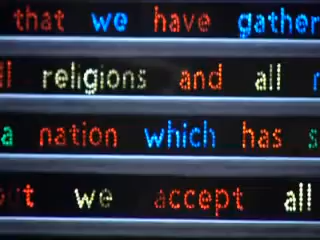 that we have gather
religions and all
a nation which has
we accept all